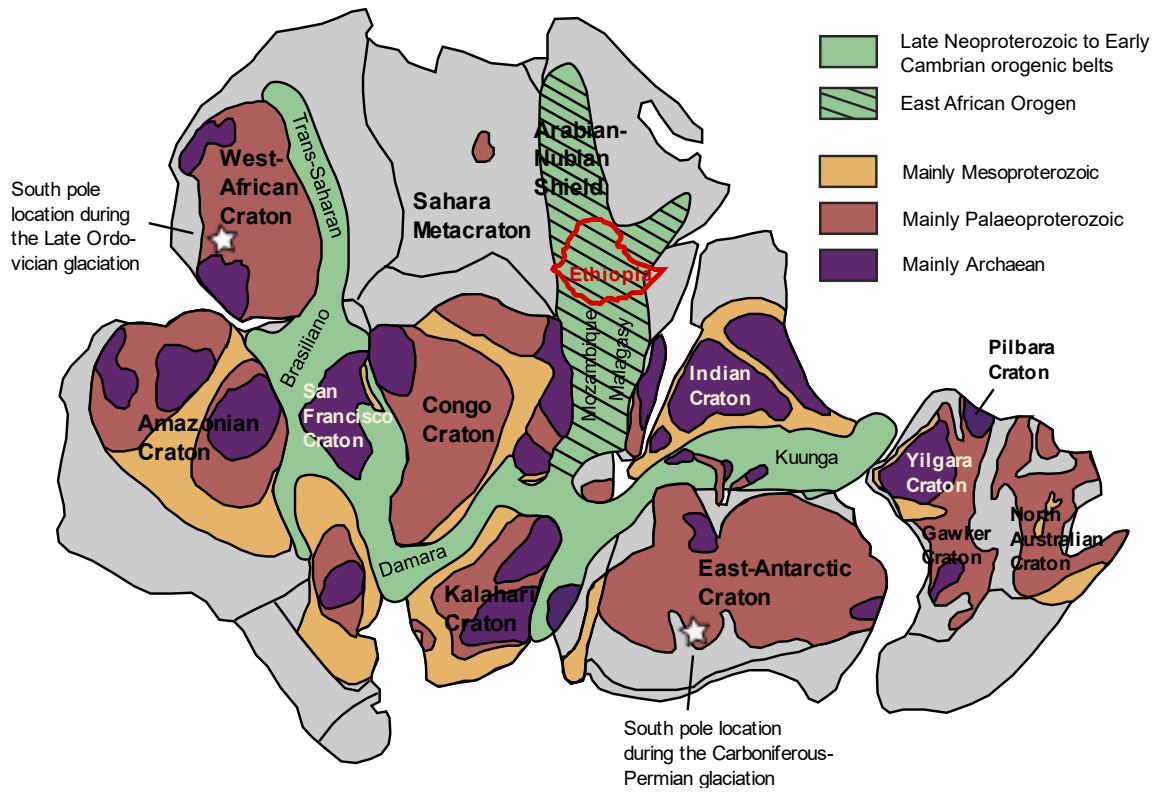 Late Neoproterozoic to Early
Cambrian orogenic belts
East African Orogen
Mainly Mesoproterozoic
Mainly Palaeoproterozoic
Mainly Archaean
South pole
location during
the Late Ordo-
vician glaciation
West-
African
Craton
Trans-Saharan
Sahara
Metacraton
Arabian-
Nubian
Shield
Ethiopia
Brasiliano
Mozambique
Malagasy
Amazonian
Craton
San
Francisco
Craton
Congo
Craton
Indian
Craton
Pilbara
Craton
Kuunga
Yilgara
Craton
Gawker
Craton
North
Australian
Craton
Damara
Kalahari
Craton
East-Antarctic
Craton
South pole location
during the Carboniferous-
Permian glaciation